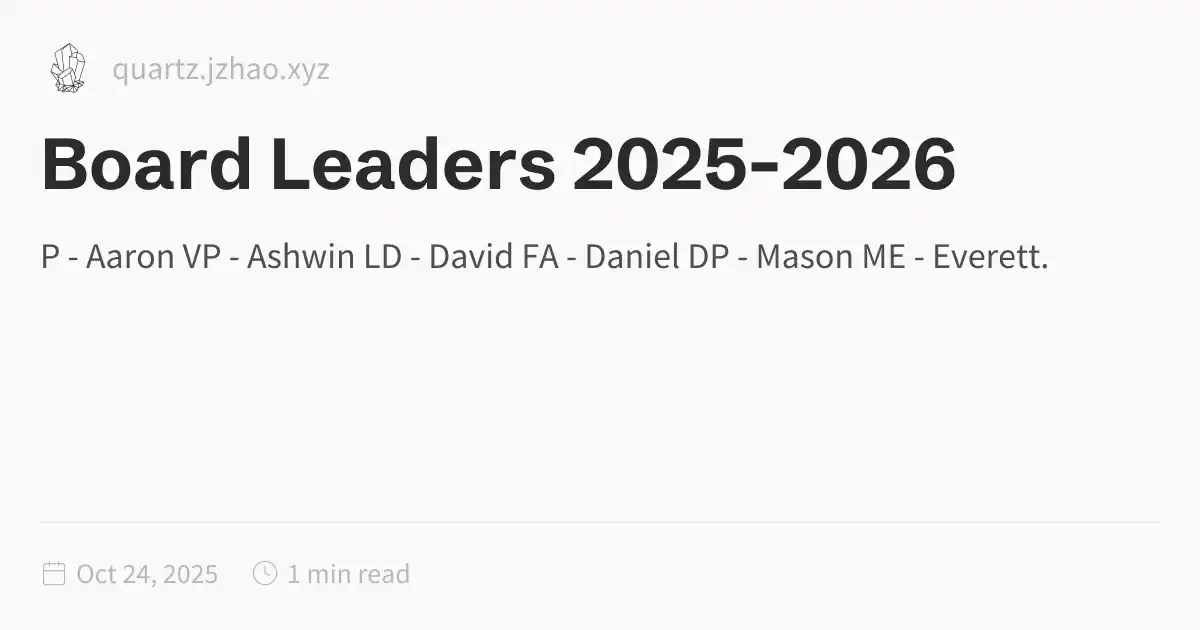 quartz.jzhao.xyz
Board Leaders 2025-2026
P - Aaron VP - Ashwin LD - David FA - Daniel DP - Mason ME - Everett.
Oct 24, 2025
1 min read